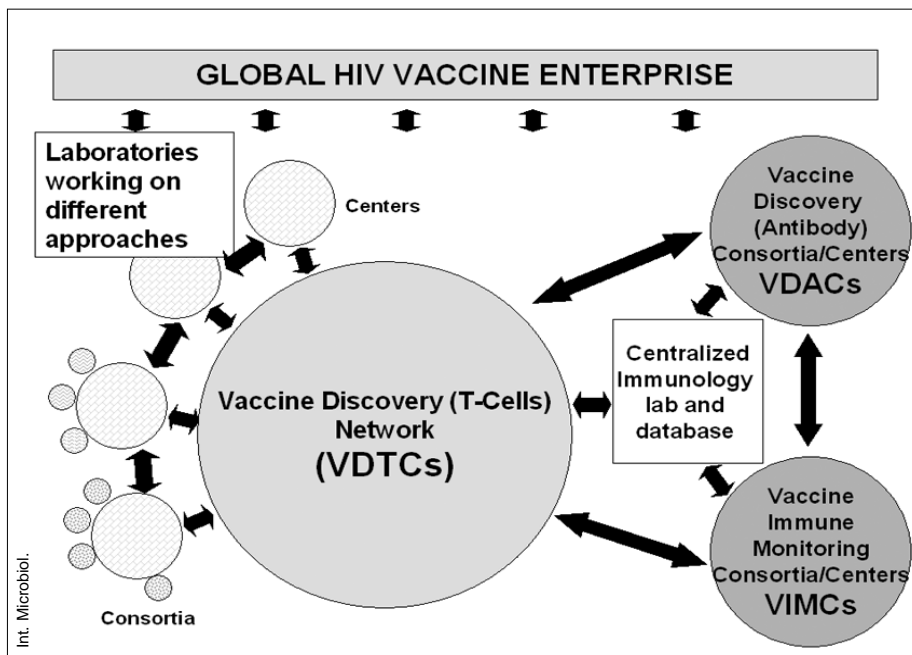 GLOBAL HIV VACCINE ENTERPRISE
Laboratories
working on
different
approaches
Centers
Vaccine
Discovery
(Antibody)
Consortia/Centers
VDACs
Vaccine Discovery (T-Cells)
Network
(VDTCs)
Centralized
Immunology
lab and
database
Vaccine
Immune
Monitoring
Consortia/Centers
VIMCs
Consortia
Int. Microbiol.